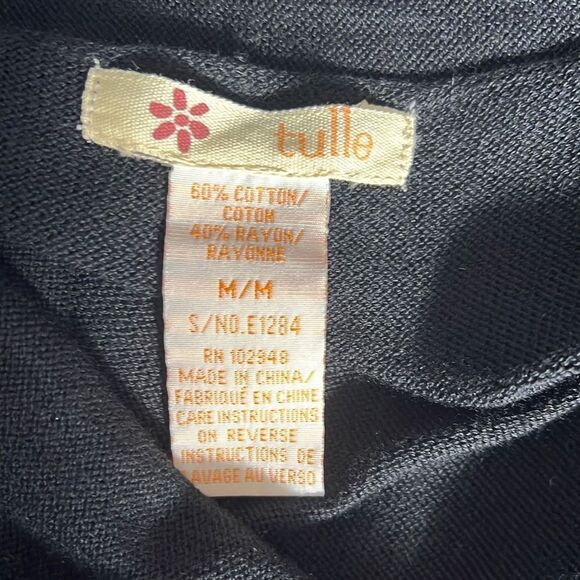 tulle
60% COTTON/
COTON
40% RAYON/
RAYONNE
M/M
S/NO.E1284
RN 102948
MADE IN CHINA/
FABRIQUÉ EN CHINE
CARE INSTRUCTIONS
ON REVERSE
INSTRUCTIONS DE
LAVAGE AU VERSO